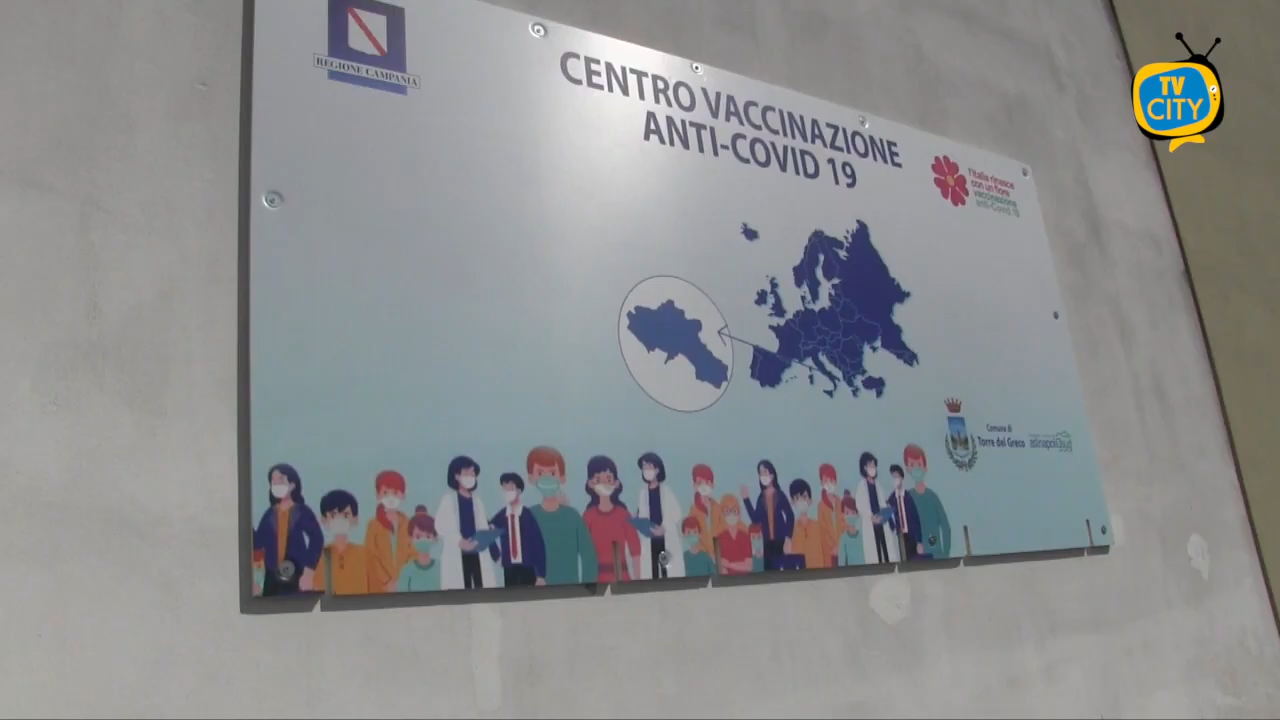 REGIONE CAMPANIA
CENTRO VACCINAZIONE
ANTI-COVID 19
l'Italia rinasce
con un fiore
vaccinazione
anti-Covid 19
Comune di
Torre del Greco
aslnapoli3sud
TV
CITY